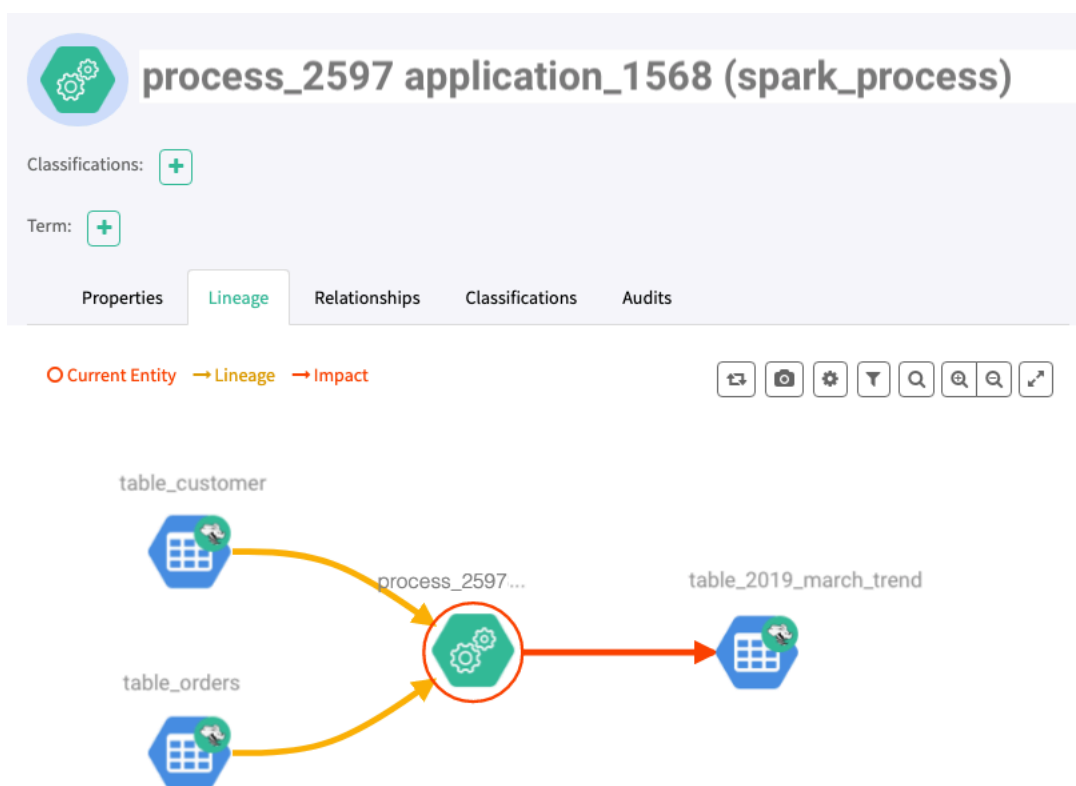 process_2597 application_1568 (spark_process)
Classifications: +
Term: +
Properties Lineage Relationships Classifications Audits
Current Entity Lineage Impact
table_customer
process_2597...
table_2019_march_trend
table_orders